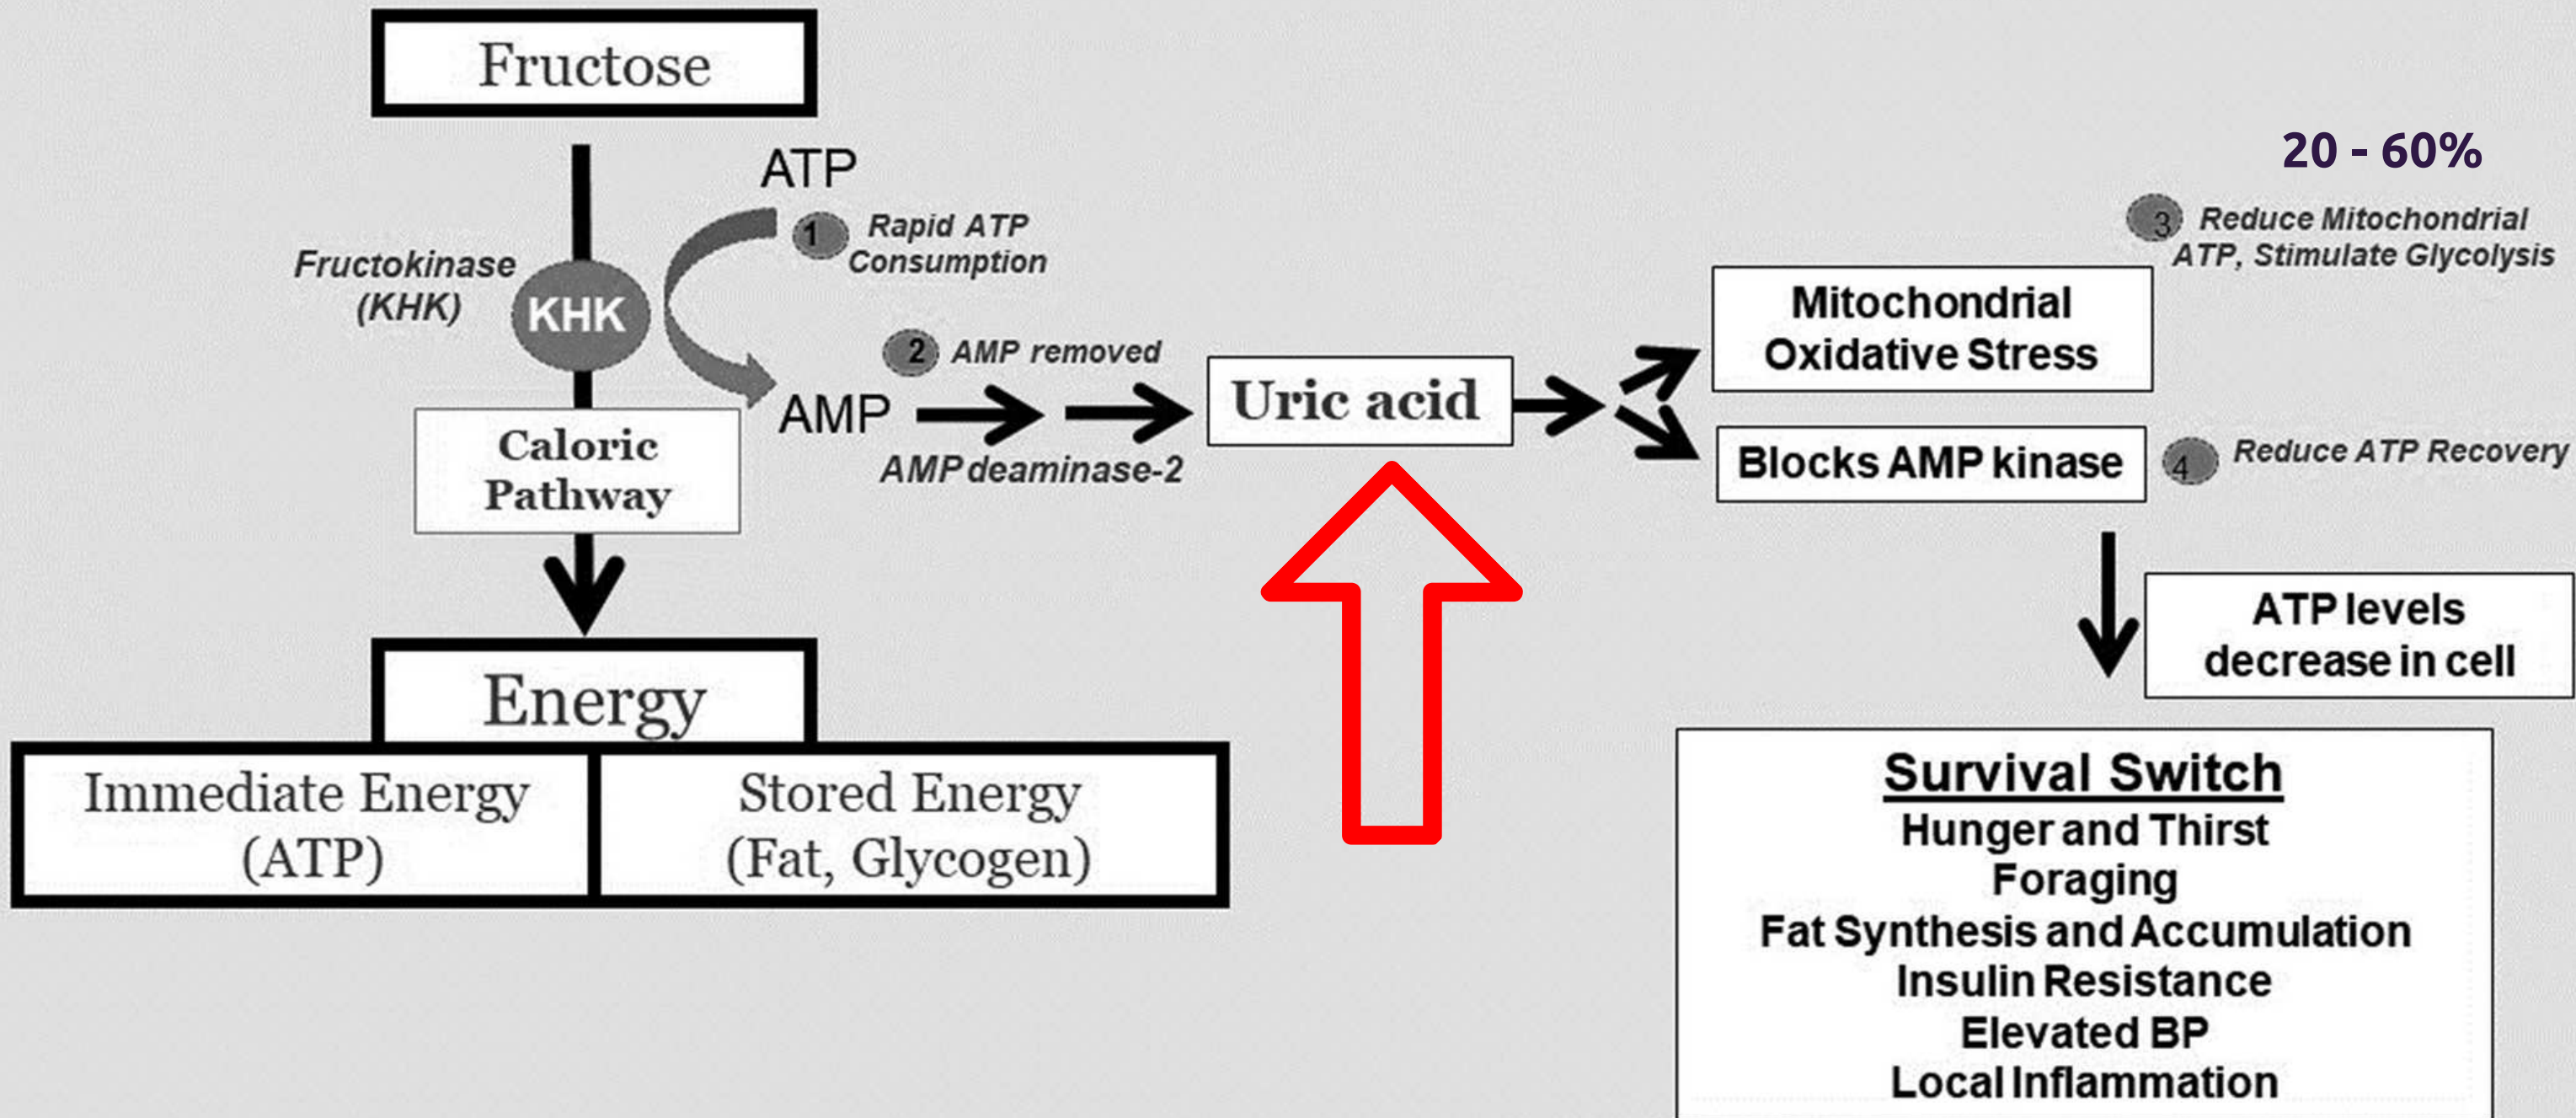 Fructose
ATP
1
Rapid ATP
Consumption
Fructokinase
(KHK)
KHK
2
AMP removed
AMP
AMP deaminase-2
Caloric
Pathway
Energy
Immediate Energy
(ATP)
Stored Energy
(Fat, Glycogen)
Uric acid
20 - 60%
3
Reduce Mitochondrial
ATP, Stimulate Glycolysis
Mitochondrial
Oxidative Stress
Blocks AMP kinase
4
Reduce ATP Recovery
ATP levels
decrease in cell
Survival Switch
Hunger and Thirst
Foraging
Fat Synthesis and Accumulation
Insulin Resistance
Elevated BP
Local Inflammation